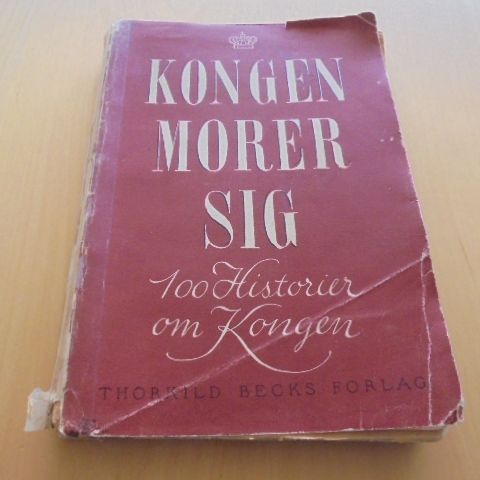 KONGEN
MORER
SIG
100 Historier
om Kongen
THORKILD BECKS FORLAG